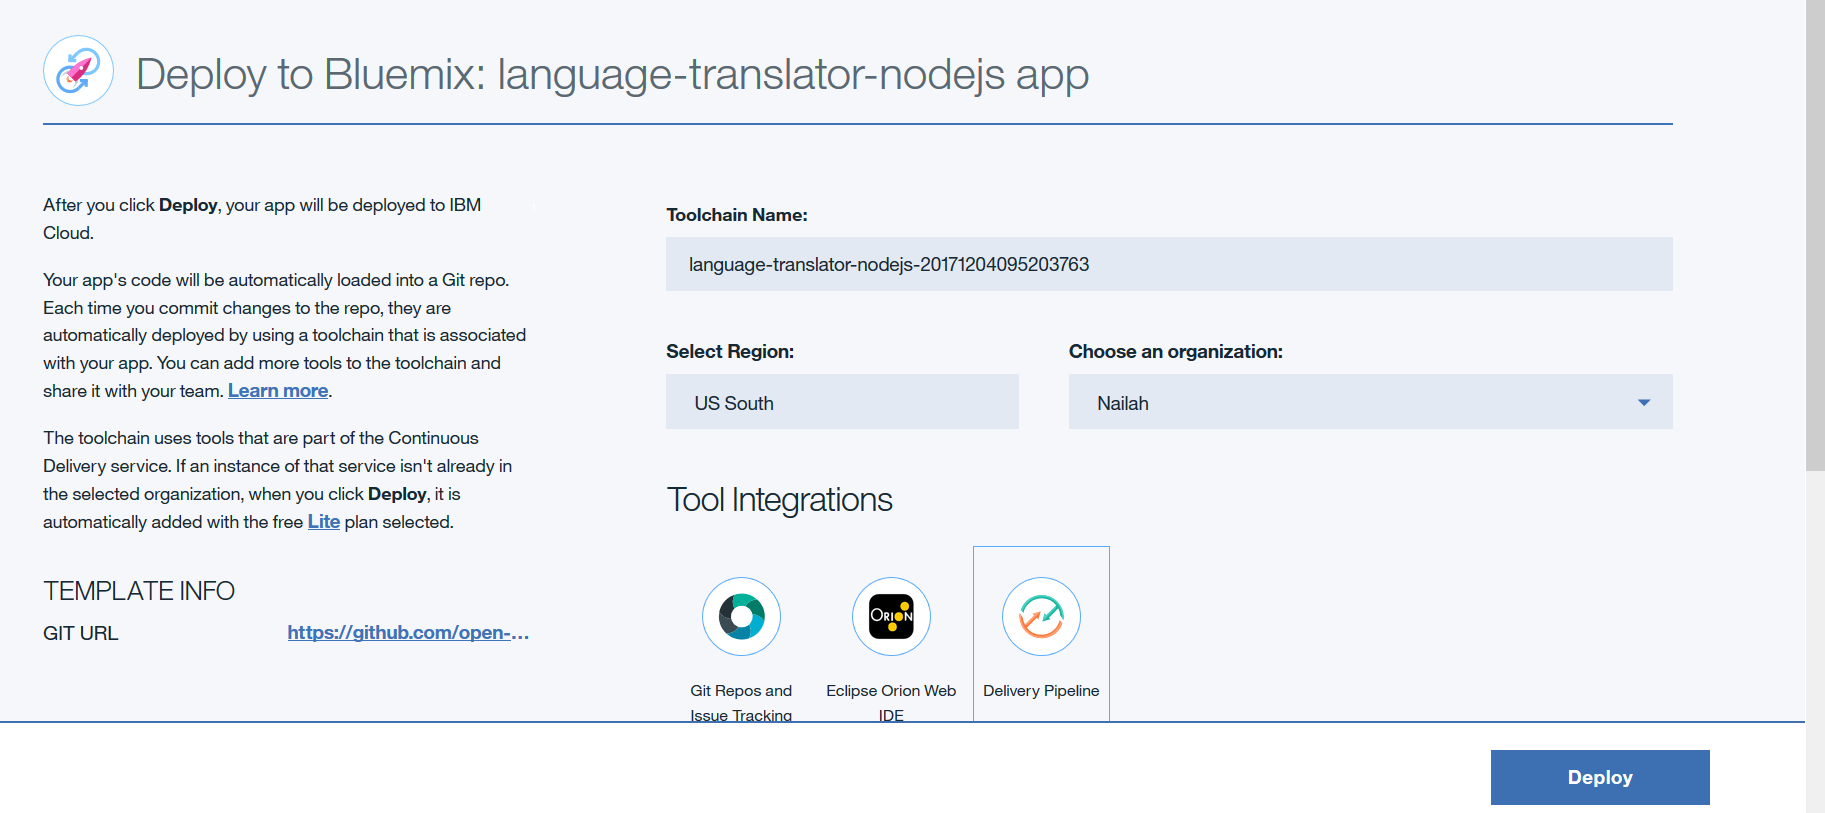 Deploy to Bluemix: language-translator-nodejs app
After you click Deploy, your app will be deployed to IBM
Cloud.
Your app's code will be automatically loaded into a Git repo.
Each time you commit changes to the repo, they are
automatically deployed by using a toolchain that is associated
with your app. You can add more tools to the toolchain and
share it with your team. Learn more.
The toolchain uses tools that are part of the Continuous
Delivery service. If an instance of that service isn't already in
the selected organization, when you click Deploy, it is
automatically added with the free Lite plan selected.
TEMPLATE INFO
GIT URL https://github.com/open-...
Toolchain Name:
language-translator-nodejs-20171204095203763
Select Region:
US South
Choose an organization:
Nailah
Tool Integrations
ORION
Git Repos and
Issue Tracking
Eclipse Orion Web
IDE
Delivery Pipeline
Deploy